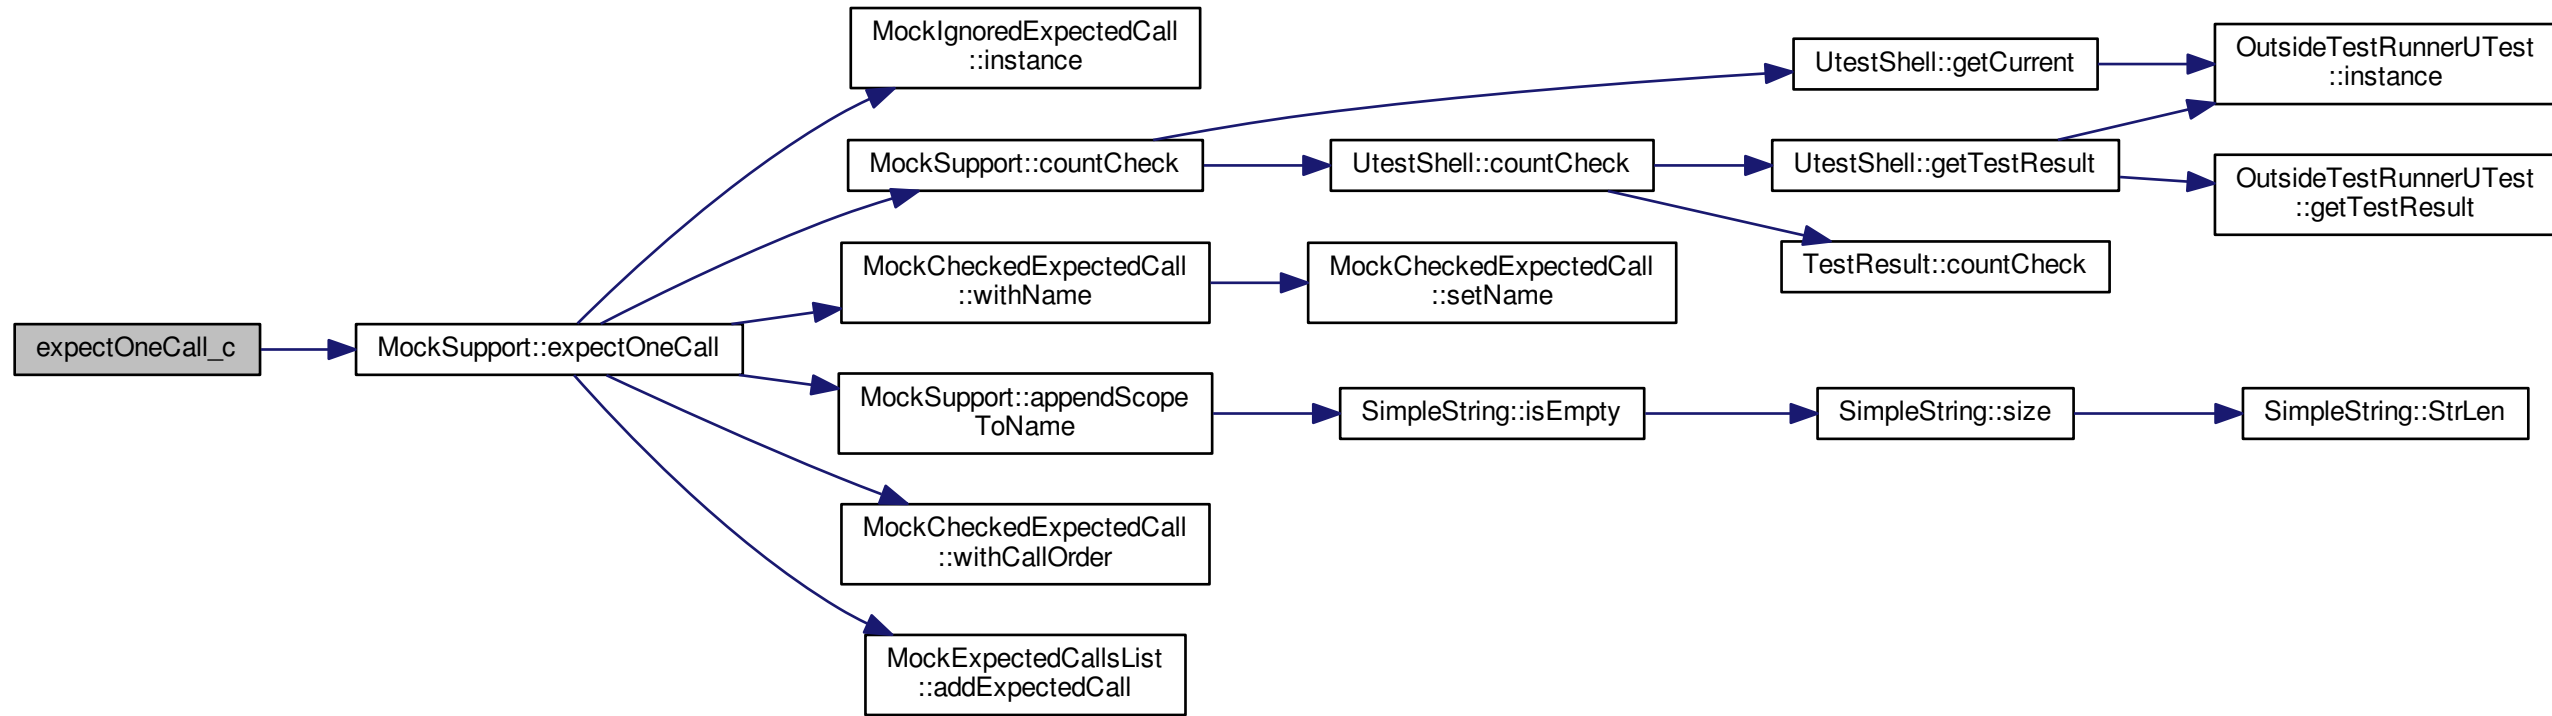 expectOneCall_c
MockSupport::expectOneCall
MockIgnoredExpectedCall
::instance
MockSupport::countCheck
MockCheckedExpectedCall
::withName
MockSupport::appendScope
ToName
MockCheckedExpectedCall
::withCallOrder
MockExpectedCallsList
::addExpectedCall
UtestShell::countCheck
MockCheckedExpectedCall
::setName
SimpleString::isEmpty
UtestShell::getCurrent
UtestShell::getTestResult
TestResult::countCheck
SimpleString::size
OutsideTestRunnerUTest
::instance
OutsideTestRunnerUTest
::getTestResult
SimpleString::StrLen